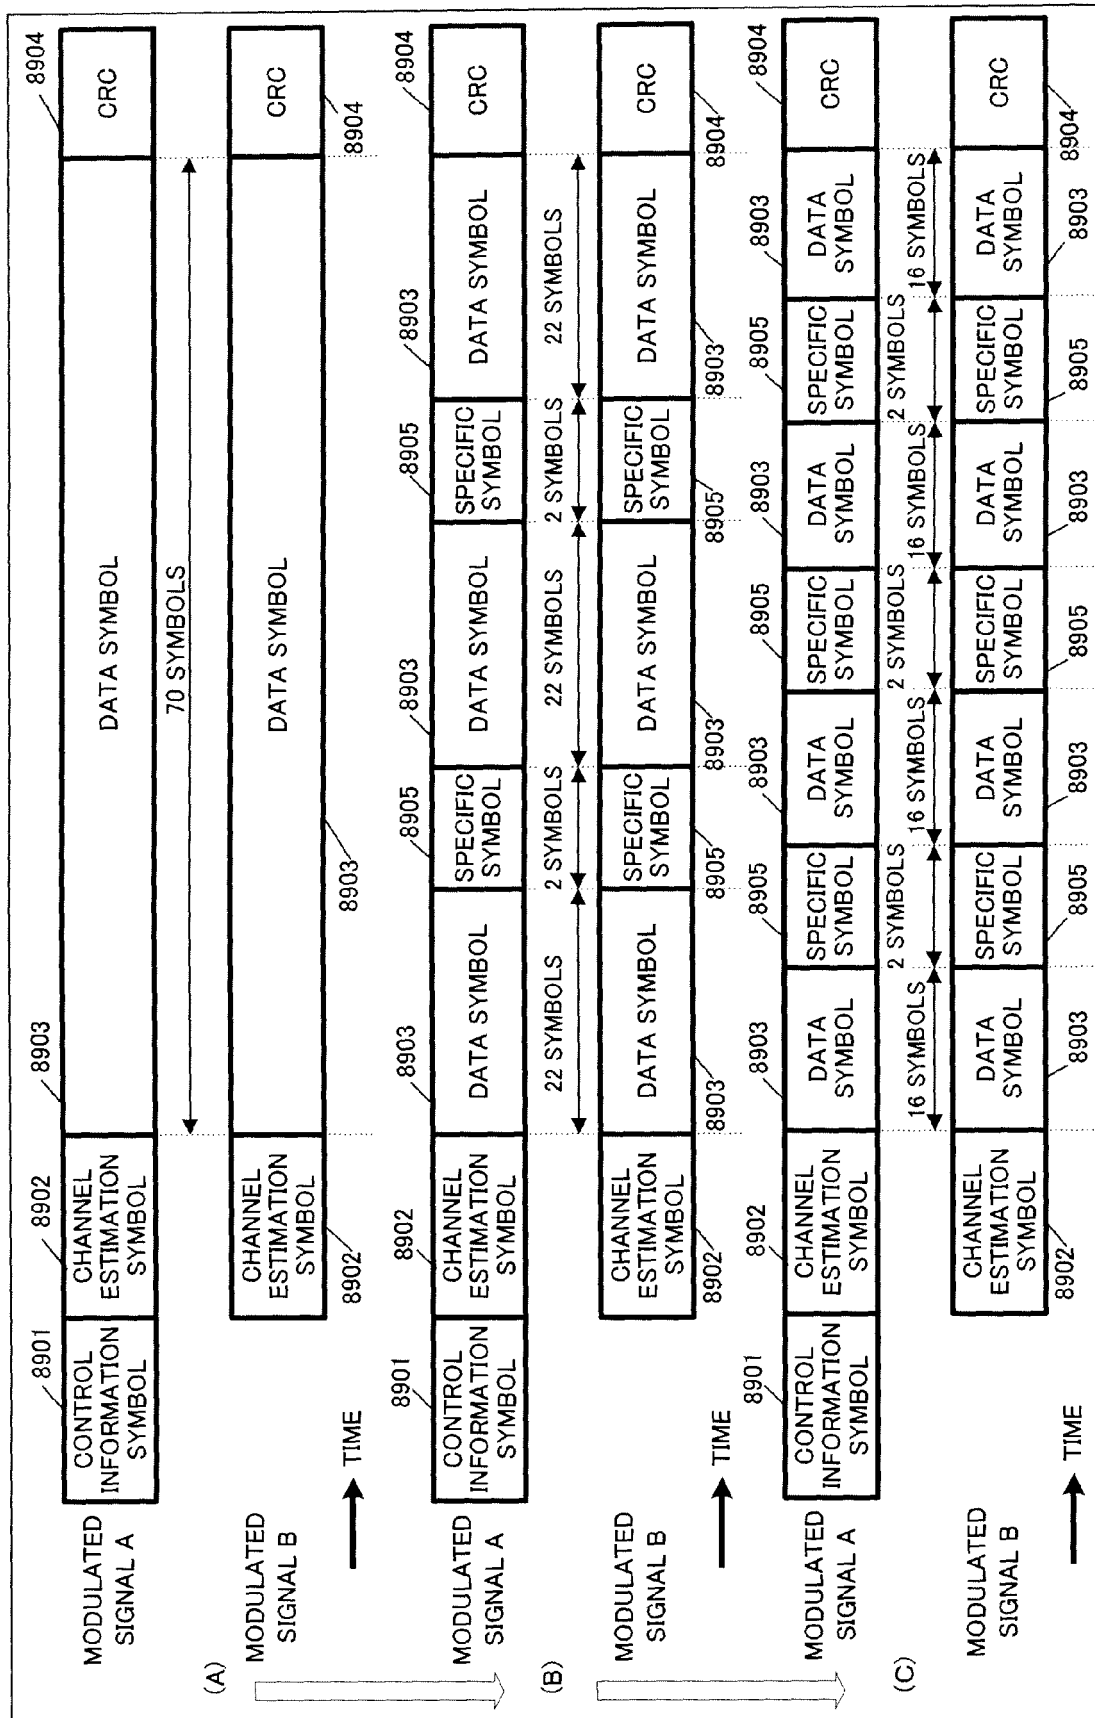 8901
8902
8903
8904
MODULATED
SIGNAL A
CONTROL
INFORMATION
SYMBOL
CHANNEL
ESTIMATION
SYMBOL
DATA SYMBOL
CRC
70 SYMBOLS
(A)
MODULATED
SIGNAL B
CHANNEL
ESTIMATION
SYMBOL
DATA SYMBOL
CRC
8902
8903
8904
TIME
8901
8902
8903
8905
8903
8905
8903
8904
MODULATED
SIGNAL A
CONTROL
INFORMATION
SYMBOL
CHANNEL
ESTIMATION
SYMBOL
DATA SYMBOL
SPECIFIC
SYMBOL
DATA SYMBOL
SPECIFIC
SYMBOL
DATA SYMBOL
CRC
22 SYMBOLS
2 SYMBOLS
22 SYMBOLS
2 SYMBOLS
22 SYMBOLS
(B)
MODULATED
SIGNAL B
CHANNEL
ESTIMATION
SYMBOL
DATA SYMBOL
SPECIFIC
SYMBOL
DATA SYMBOL
SPECIFIC
SYMBOL
DATA SYMBOL
CRC
8902
8903
8905
8903
8905
8903
8904
TIME
8901
8902
8903
8905
8903
8905
8903
8905
8903
8904
MODULATED
SIGNAL A
CONTROL
INFORMATION
SYMBOL
CHANNEL
ESTIMATION
SYMBOL
DATA
SYMBOL
SPECIFIC
SYMBOL
DATA
SYMBOL
SPECIFIC
SYMBOL
DATA
SYMBOL
SPECIFIC
SYMBOL
DATA
SYMBOL
CRC
16 SYMBOLS
2 SYMBOLS
16 SYMBOLS
2 SYMBOLS
16 SYMBOLS
2 SYMBOLS
16 SYMBOLS
(C)
MODULATED
SIGNAL B
CHANNEL
ESTIMATION
SYMBOL
DATA
SYMBOL
SPECIFIC
SYMBOL
DATA
SYMBOL
SPECIFIC
SYMBOL
DATA
SYMBOL
SPECIFIC
SYMBOL
DATA
SYMBOL
CRC
8902
8903
8905
8903
8905
8903
8905
8903
8904
TIME